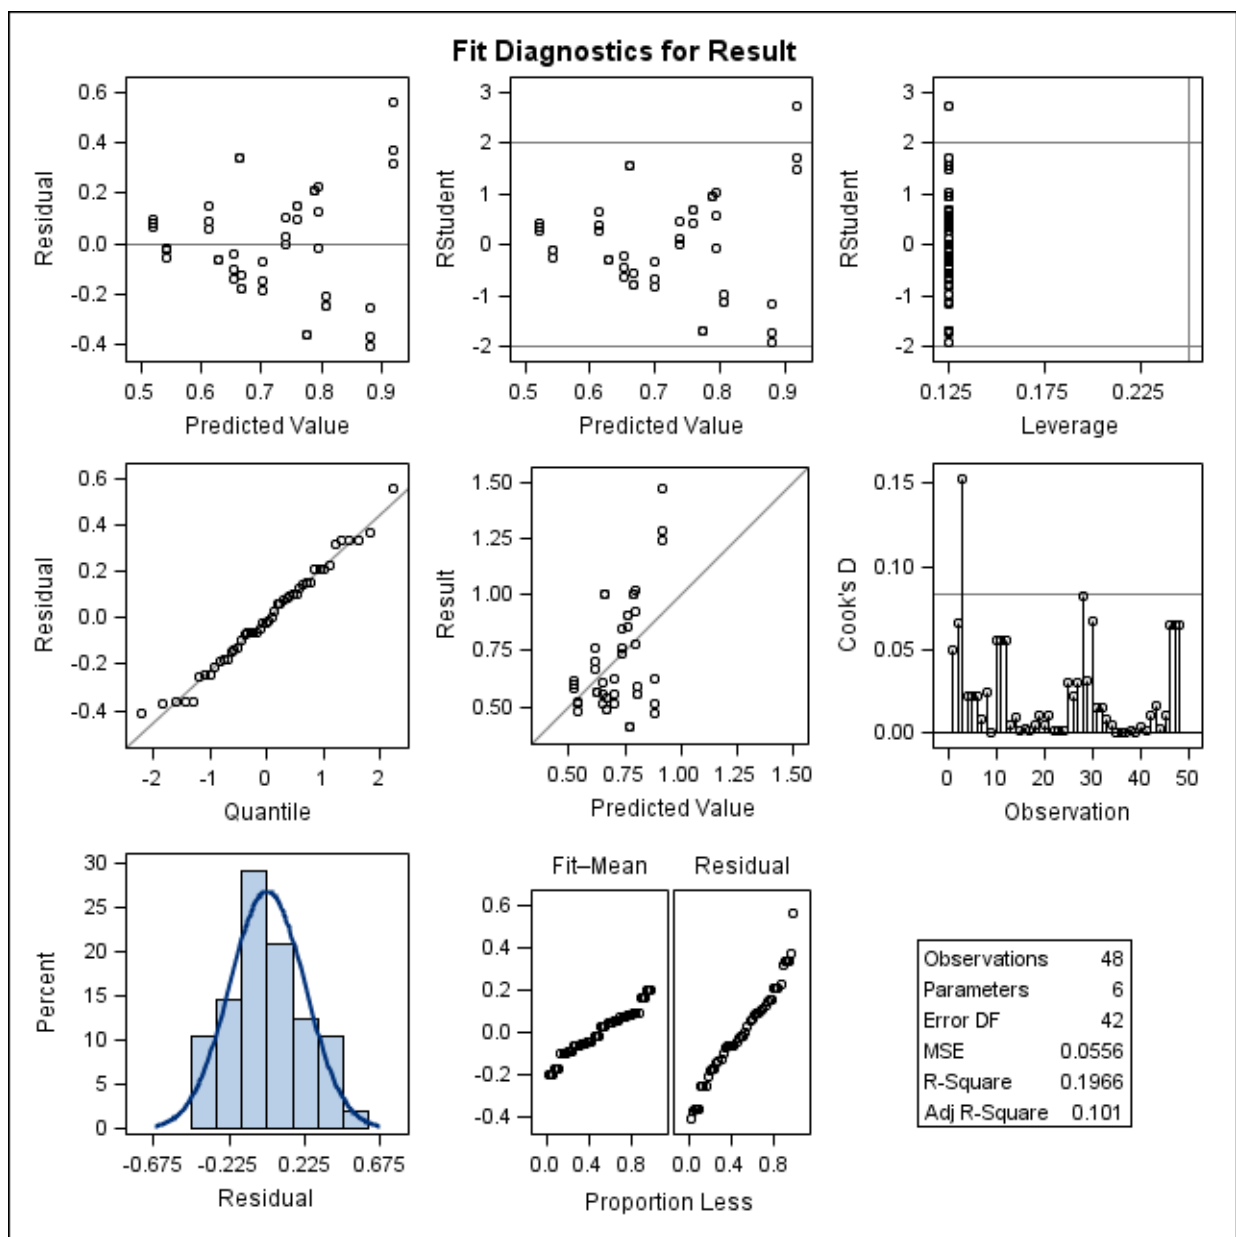 Fit Diagnostics for Result
0.6
0.4
0.2
0.0
-0.2
-0.4
Residual
0.5 0.6 0.7 0.8 0.9
Predicted Value
3
2
1
0
-1
-2
RStudent
0.5 0.6 0.7 0.8 0.9
Predicted Value
3
2
1
0
-1
-2
RStudent
0.125 0.175 0.225
Leverage
0.6
0.4
0.2
0.0
-0.2
-0.4
Residual
-2 -1 0 1 2
Quantile
1.50
1.25
1.00
0.75
0.50
Result
0.50 0.75 1.00 1.25 1.50
Predicted Value
0.15
0.10
0.05
0.00
Cook's D
0 10 20 30 40 50
Observation
30
25
20
15
10
5
0
Percent
-0.675 -0.225 0.225 0.675
Residual
Fit–Mean Residual
0.6
0.4
0.2
0.0
-0.2
-0.4
0.0 0.4 0.8 0.0 0.4 0.8
Proportion Less
Observations 48
Parameters 6
Error DF 42
MSE 0.0556
R-Square 0.1966
Adj R-Square 0.101